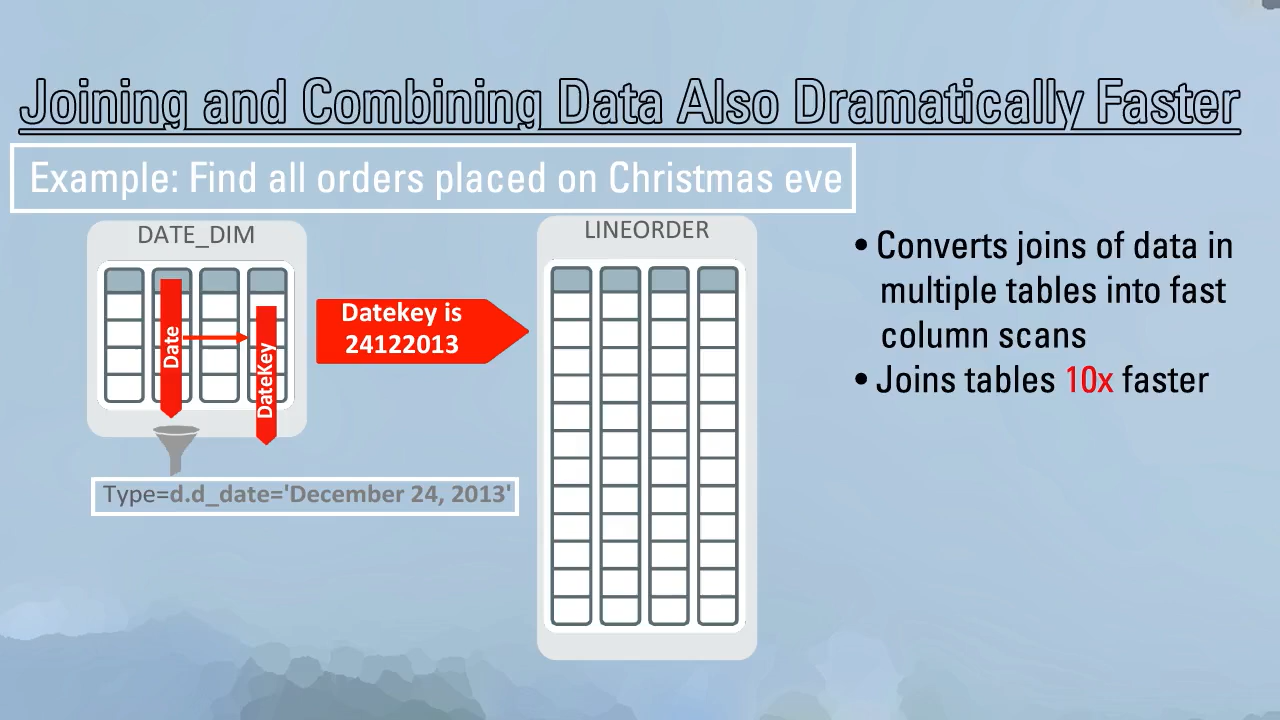 Joining and Combining Data Also Dramatically Faster
Example: Find all orders placed on Christmas eve
DATE_DIM
Date
DateKey
Type=d.d_date='December 24, 2013'
Datekey is
24122013
LINEORDER
• Converts joins of data in
multiple tables into fast
column scans
• Joins tables 10x faster